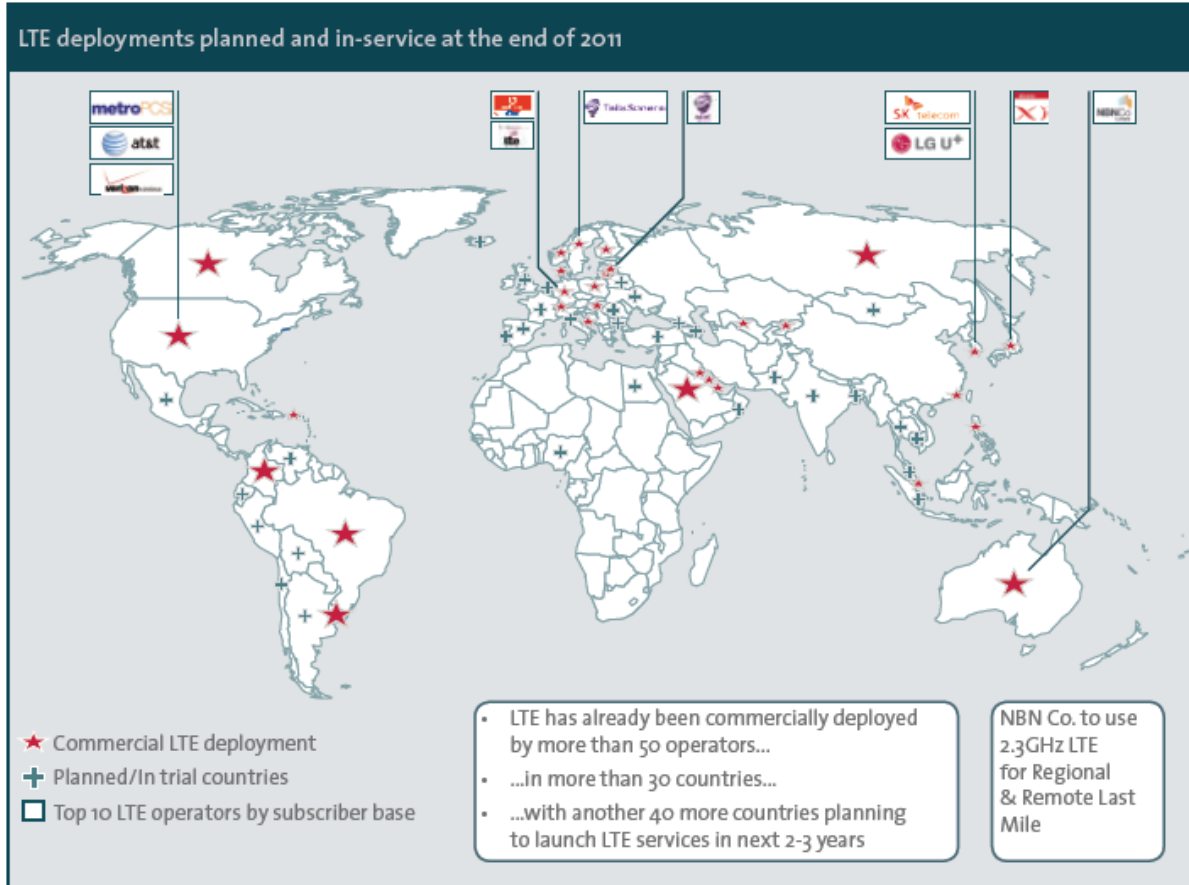 LTE deployments planned and in-service at the end of 2011
metroPCS
at&t
verizon
lte
TeliaSonera
SK telecom
LG U+
NBNCo
Commercial LTE deployment
Planned/In trial countries
Top 10 LTE operators by subscriber base
• LTE has already been commercially deployed
by more than 50 operators...
• ...in more than 30 countries...
• ...with another 40 more countries planning
to launch LTE services in next 2-3 years
NBN Co. to use
2.3GHz LTE
for Regional
& Remote Last
Mile